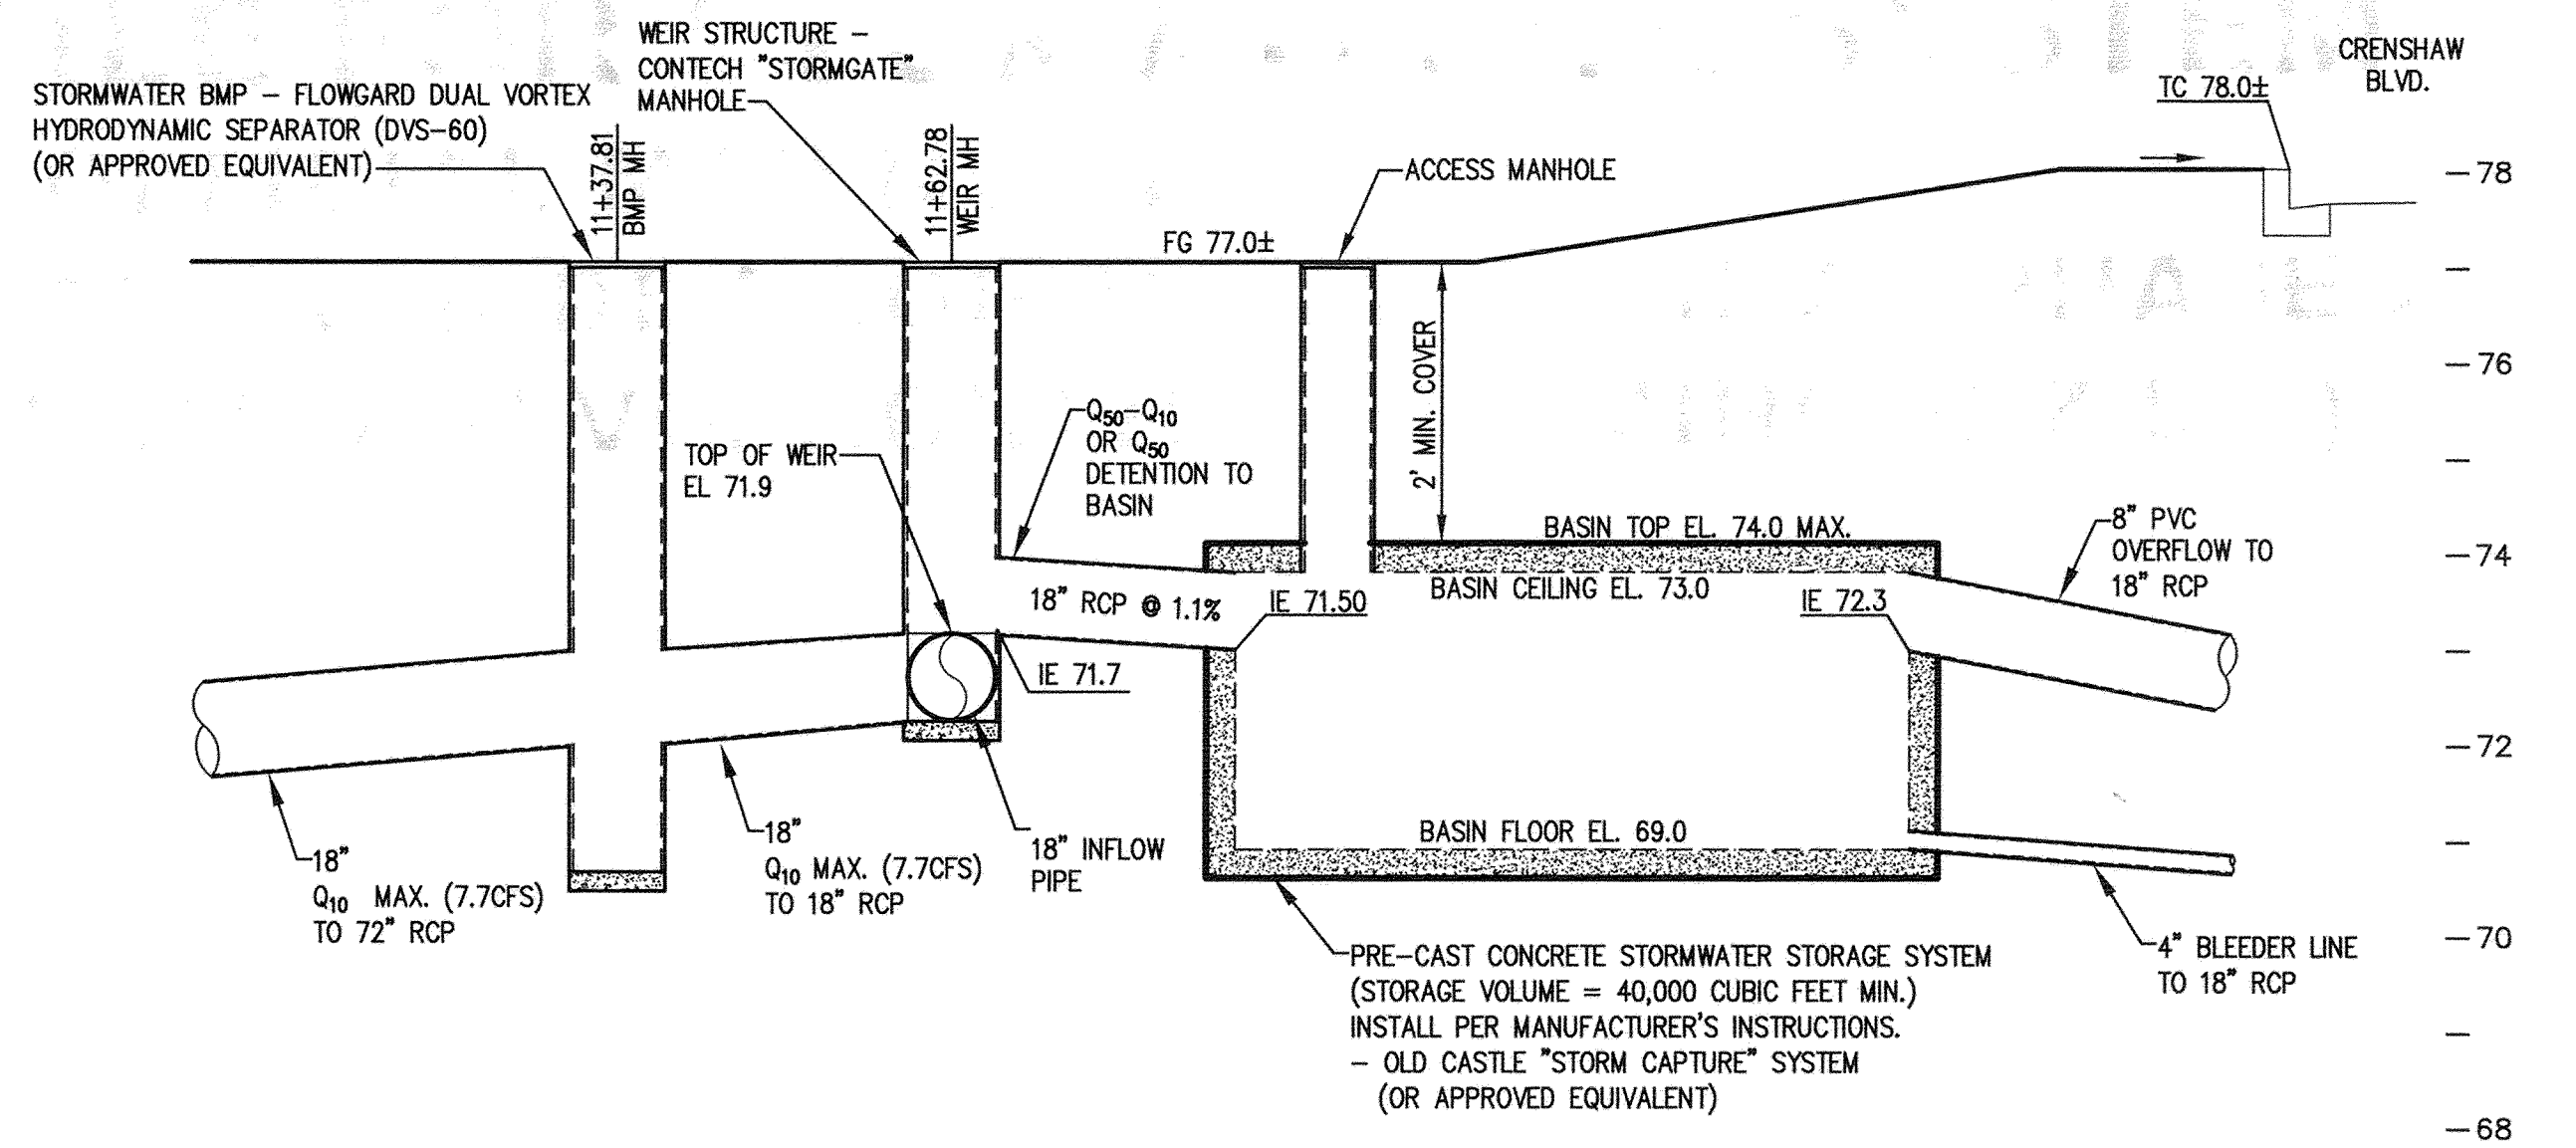 WEIR STRUCTURE –
CONTECH "STORMGATE"
MANHOLE
CRENSHAW
BLVD.
TC 78.0±
STORMWATER BMP – FLOWGARD DUAL VORTEX
HYDRODYNAMIC SEPARATOR (DVS–60)
(OR APPROVED EQUIVALENT)
11+37.81
BMP MH
11+62.78
WEIR MH
ACCESS MANHOLE
78
FG 77.0±
2' MIN. COVER
76
Q50–Q10
OR Q50
DETENTION TO
BASIN
TOP OF WEIR
EL 71.9
8" PVC
OVERFLOW TO
18" RCP
BASIN TOP EL. 74.0 MAX.
74
BASIN CEILING EL. 73.0
18" RCP @ 1.1%
IE 71.50
IE 72.3
IE 71.7
72
BASIN FLOOR EL. 69.0
18"
Q10 MAX. (7.7CFS)
TO 72" RCP
18"
Q10 MAX. (7.7CFS)
TO 18" RCP
18" INFLOW
PIPE
70
4" BLEEDER LINE
TO 18" RCP
PRE–CAST CONCRETE STORMWATER STORAGE SYSTEM
(STORAGE VOLUME = 40,000 CUBIC FEET MIN.)
INSTALL PER MANUFACTURER'S INSTRUCTIONS.
– OLD CASTLE "STORM CAPTURE" SYSTEM
(OR APPROVED EQUIVALENT)
68